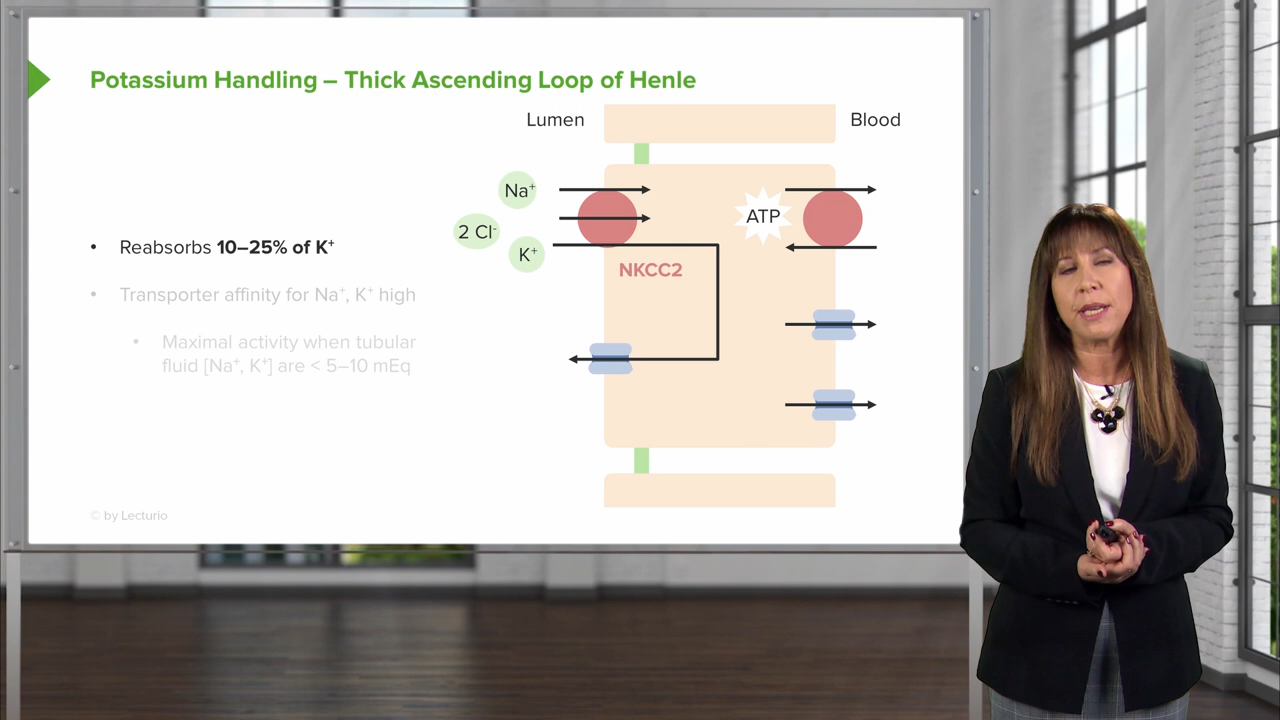 Potassium Handling – Thick Ascending Loop of Henle
Lumen
Blood
Na⁺
2 Cl⁻
K⁺
ATP
NKCC2
• Reabsorbs 10–25% of K⁺
• Transporter affinity for Na⁺, K⁺ high
• Maximal activity when tubular
fluid [Na⁺, K⁺] are < 5–10 mEq
© by Lecturio